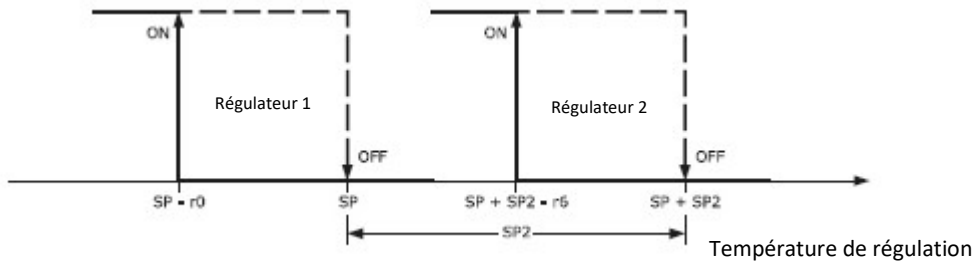 ON
ON
Régulateur 1
Régulateur 2
OFF
OFF
SP - r0
SP
SP + SP2 - r6
SP + SP2
SP2
Température de régulation